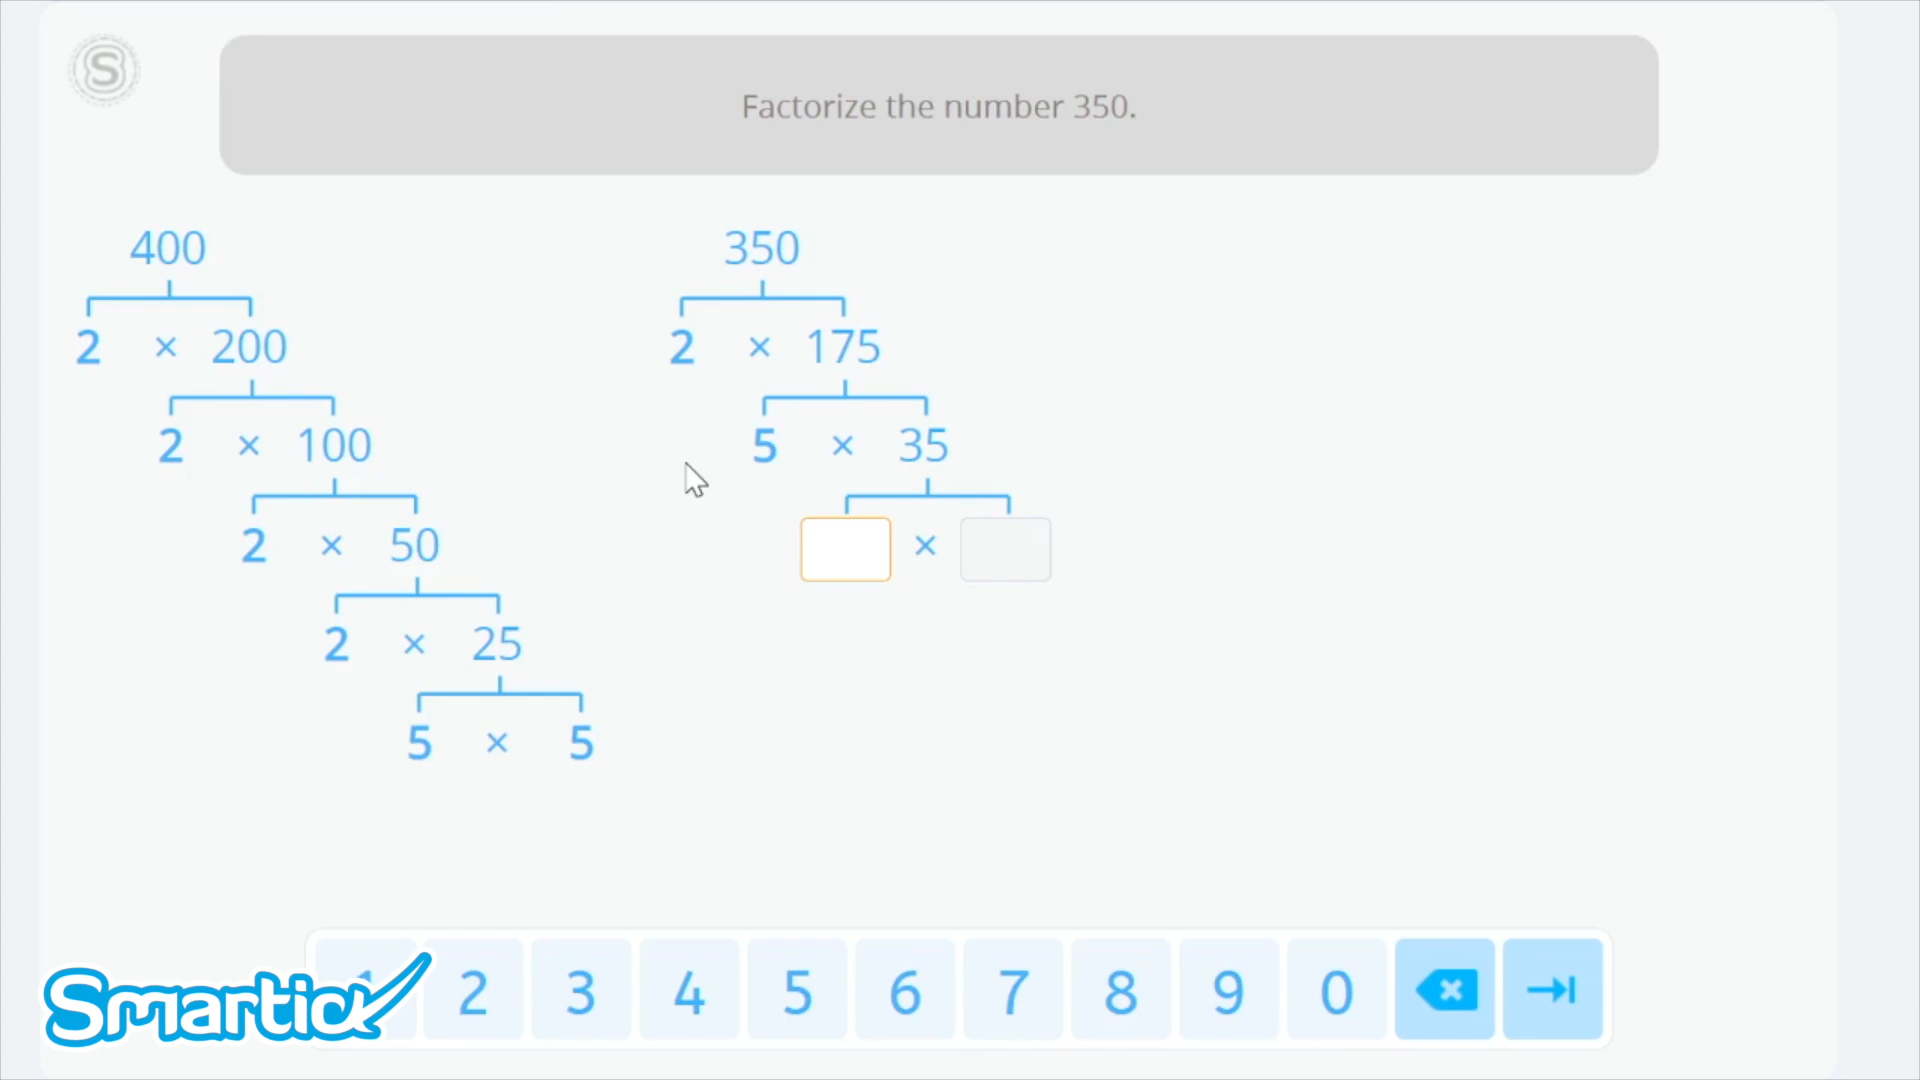 S
Factorize the number 350.
400
2 × 200
2 × 100
2 × 50
2 × 25
5 × 5
350
2 × 175
5 × 35
×
Smartick
2 3 4 5 6 7 8 9 0